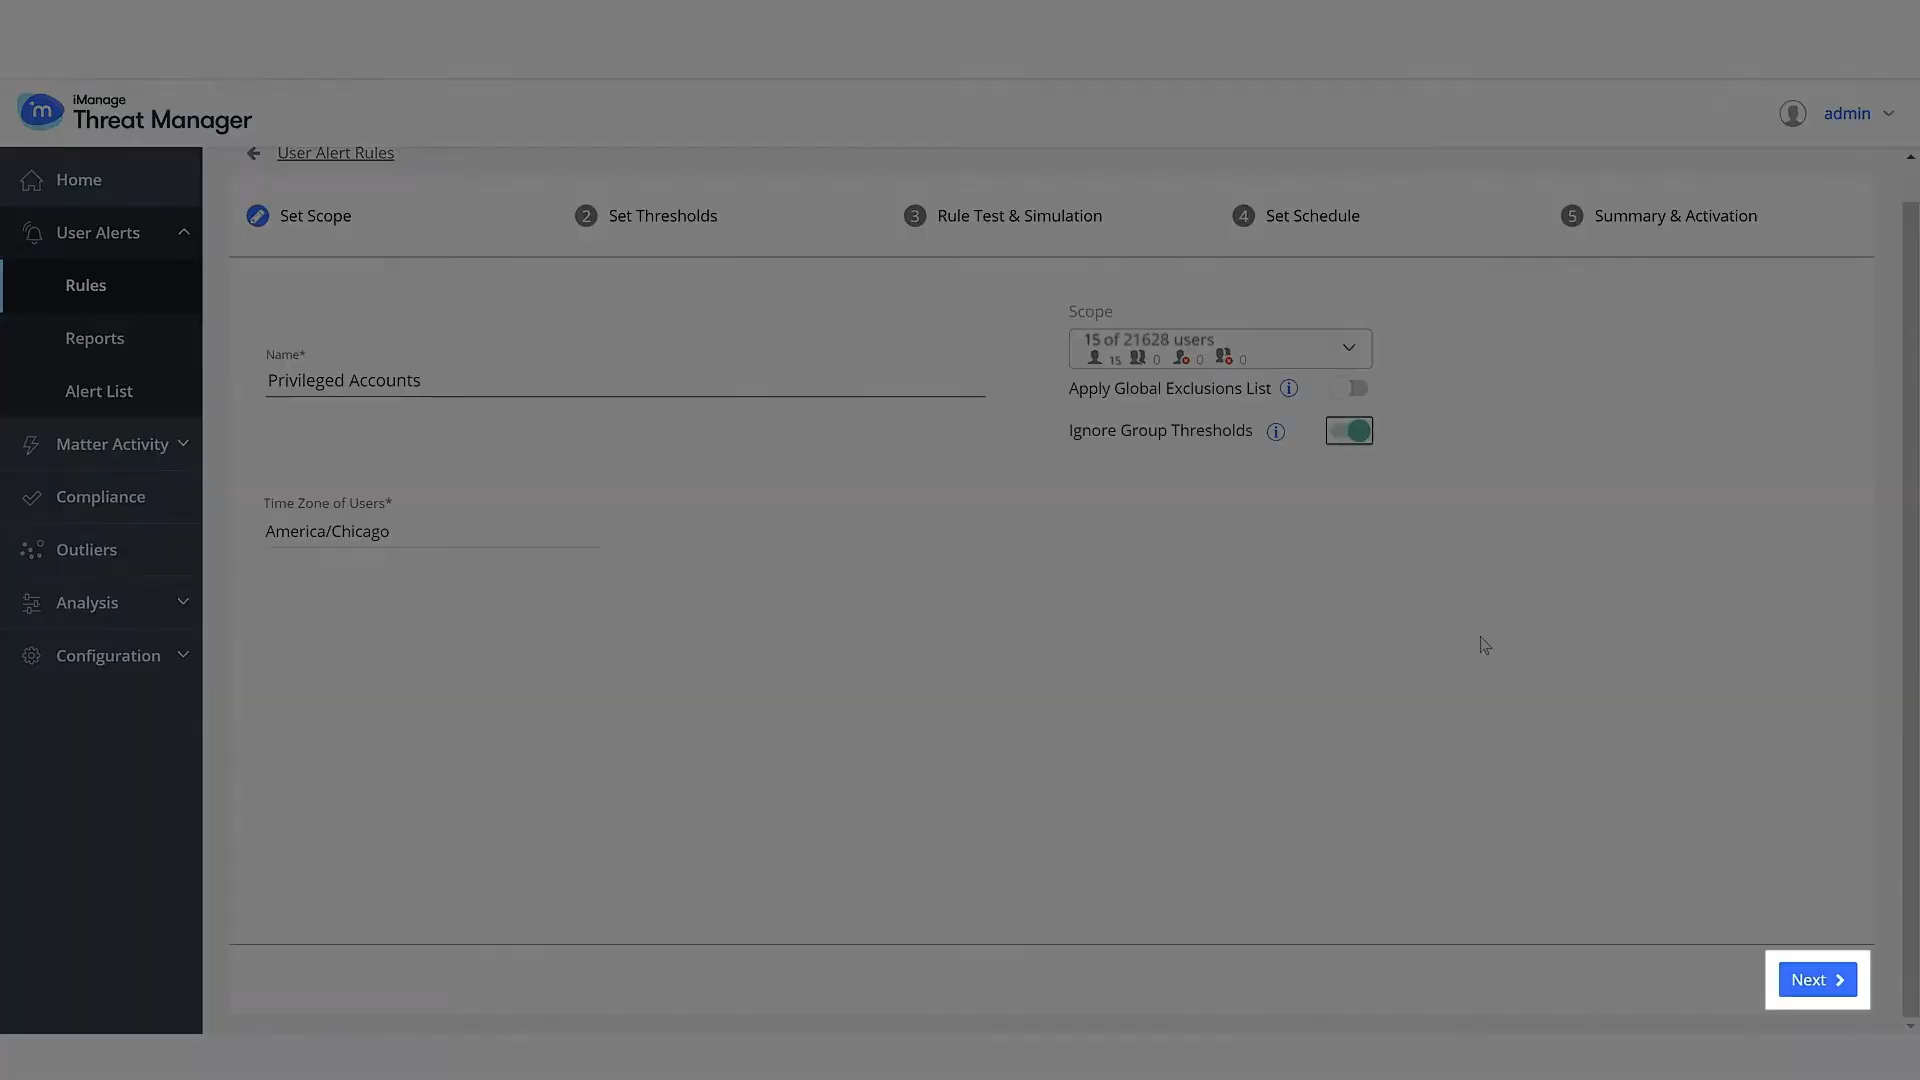 iManage
Threat Manager
admin
Home
User Alerts
Rules
Reports
Alert List
Matter Activity
Compliance
Outliers
Analysis
Configuration
User Alert Rules
Set Scope
2 Set Thresholds
3 Rule Test & Simulation
4 Set Schedule
5 Summary & Activation
Name*
Privileged Accounts
Time Zone of Users*
America/Chicago
Scope
15 of 21628 users
15 0 0 0
Apply Global Exclusions List i
Ignore Group Thresholds i
Next